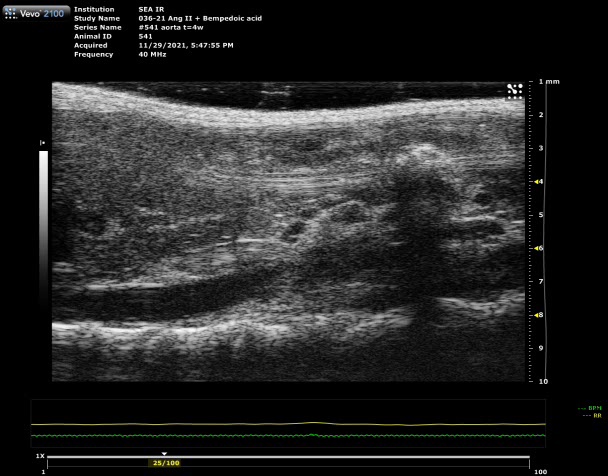 Vevo 2100
Institution SEA IR
Study Name 036-21 Ang II + Bempedoic acid
Series Name #541 aorta t=4w
Animal ID 541
Acquired 11/29/2021, 5:47:55 PM
Frequency 40 MHz
1 mm
2
3
4
5
6
7
8
9
10
BPM
RR
1X
25/100
1
100